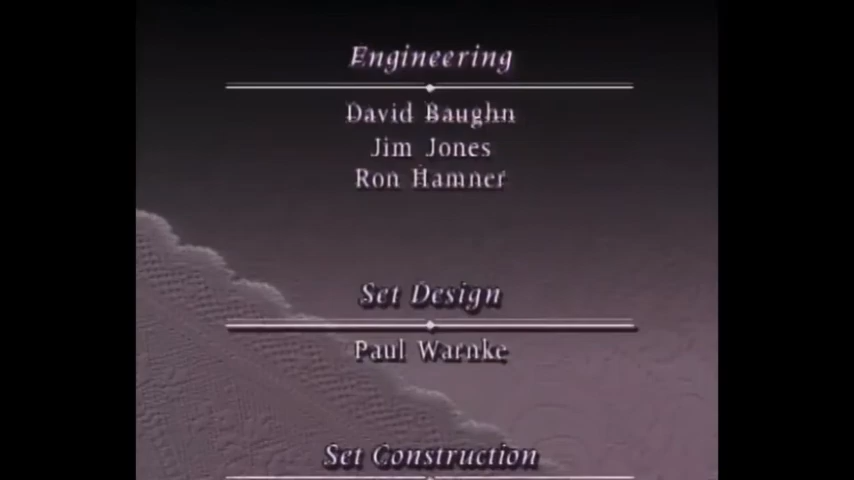 Engineering
David Baughn
Jim Jones
Ron Hamner
Set Design
Paul Warnke
Set Construction